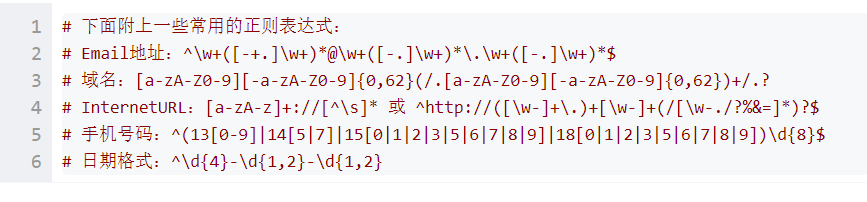 1 # 下面附上一些常用的正则表达式：
2 # Email地址：^\w+([-+.]\w+)*@\w+([-.]\w+)*\.\w+([-.]\w+)*$
3 # 域名：[a-zA-Z0-9][-a-zA-Z0-9]{0,62}(/.[a-zA-Z0-9][-a-zA-Z0-9]{0,62})+/.?
4 # InternetURL：[a-zA-z]+://[^\s]* 或 ^http://([\w-]+\.)+[\w-]+(/[\w-./?%&=]*)?$
5 # 手机号码：^(13[0-9]|14[5|7]|15[0|1|2|3|5|6|7|8|9]|18[0|1|2|3|5|6|7|8|9])\d{8}$
6 # 日期格式：^\d{4}-\d{1,2}-\d{1,2}